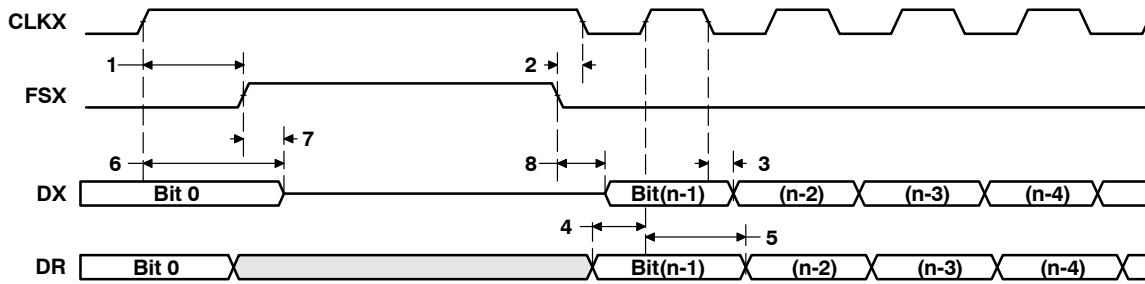 CLKX
1 2
FSX
7
6 8 3
DX Bit 0 Bit(n-1) (n-2) (n-3) (n-4)
4 5
DR Bit 0 Bit(n-1) (n-2) (n-3) (n-4)